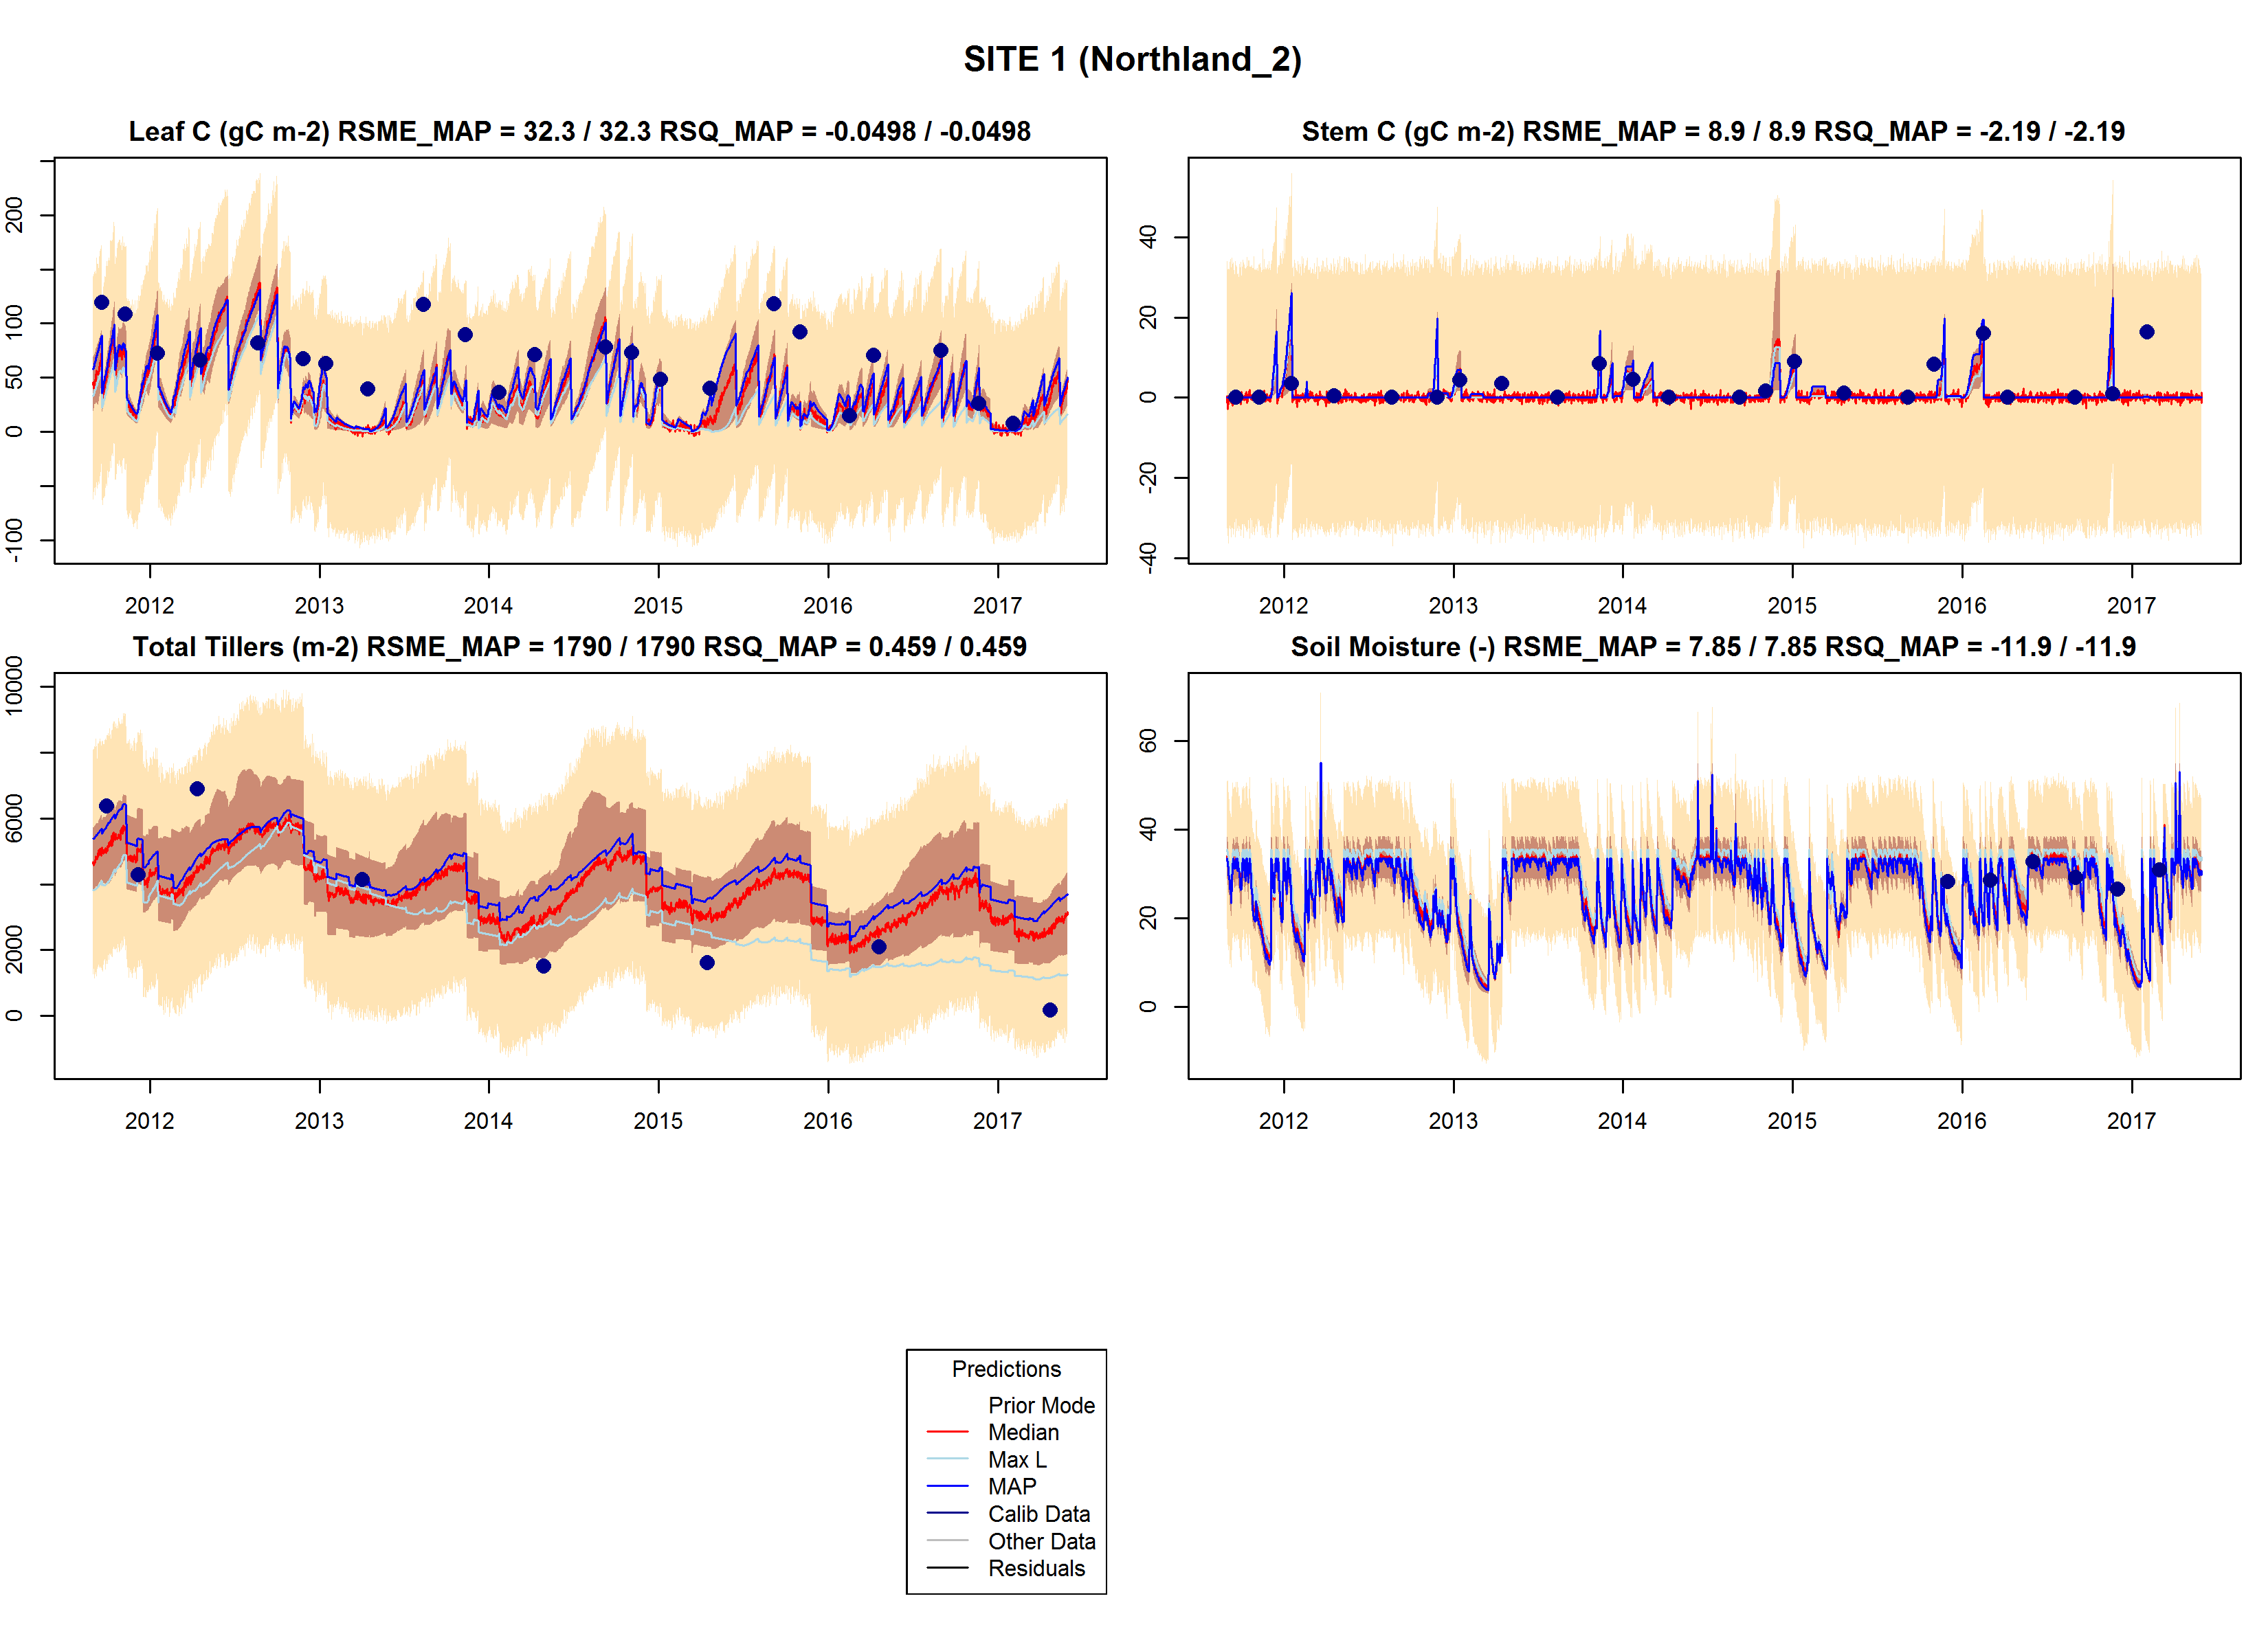 SITE 1 (Northland_2)
Leaf C (gC m-2) RSME_MAP = 32.3 / 32.3 RSQ_MAP = -0.0498 / -0.0498
200
100
50
0
-100
2012 2013 2014 2015 2016 2017
Stem C (gC m-2) RSME_MAP = 8.9 / 8.9 RSQ_MAP = -2.19 / -2.19
40
20
0
-20
-40
2012 2013 2014 2015 2016 2017
Total Tillers (m-2) RSME_MAP = 1790 / 1790 RSQ_MAP = 0.459 / 0.459
10000
6000
2000
0
2012 2013 2014 2015 2016 2017
Soil Moisture (-) RSME_MAP = 7.85 / 7.85 RSQ_MAP = -11.9 / -11.9
60
40
20
0
2012 2013 2014 2015 2016 2017
Predictions
Prior Mode
Median
Max L
MAP
Calib Data
Other Data
Residuals